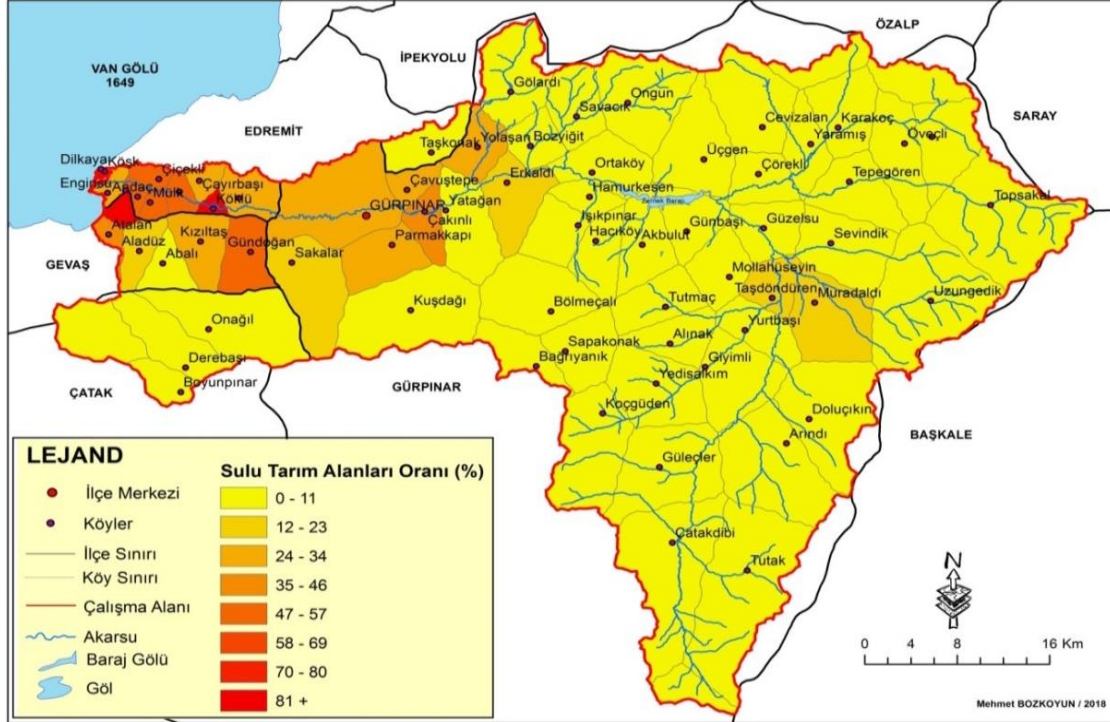 ÖZALP
İPEKYOLU
VAN GÖLÜ
1649
Gölardı
Ongun
Savacık
SARAY
EDREMİT
Cevizalan
Karakoç
Taşkonak
Yolaşan
Bozyiğit
Yaramış
Öveçli
Dilkaya
Köşk
Üçgen
Çiçekli
Ortaköy
Çörekli
Enginsu
Çayırbaşı
Çavuştepe
Erkaldı
Tepegören
Mülk
Hamurkesen
Köklü
GÜRPINAR
Yatağan
Zernek Barajı
Topsakal
Çakınlı
Işıkpınar
Günbaşı
Güzelsu
Atalan
Kızıltaş
Gündoğan
Parmakkapı
Hacıköy
Akbulut
Sevindik
Aladüz
GEVAŞ
Abalı
Sakalar
Mollahüseyin
Taşdöndüren
Muradaldı
Uzungedik
Kuşdağı
Bölmeçalı
Tutmaç
Onağıl
Yurtbaşı
Alınak
Sapakonak
Derebaşı
Bağrıyanık
Giyimli
GÜRPINAR
Yedisalkım
Boyunpınar
ÇATAK
Koçgüden
Doluçıkın
BAŞKALE
Arındı
LEJAND
Sulu Tarım Alanları Oranı (%)
Güleçler
İlçe Merkezi
0 - 11
Köyler
12 - 23
İlçe Sınırı
24 - 34
Çatakdibi
Köy Sınırı
35 - 46
Tutak
N
Çalışma Alanı
47 - 57
Akarsu
58 - 69
Baraj Gölü
70 - 80
Göl
81 +
0 4 8 16 Km
Mehmet BOZKOYUN / 2018